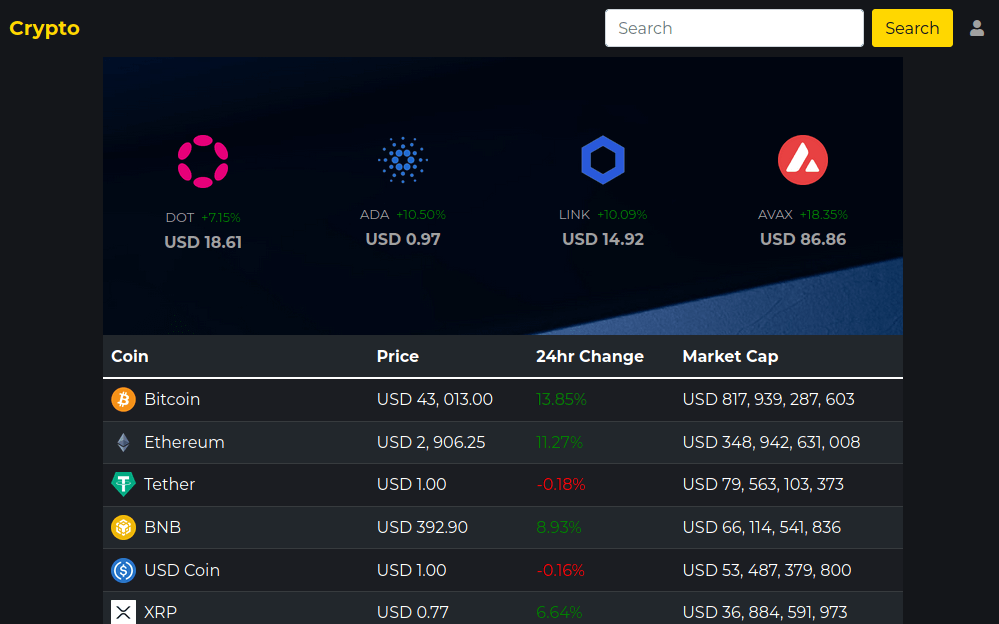 Crypto Search Search
DOT +7.15% ADA +10.50% LINK +10.09% AVAX +18.35%
USD 18.61 USD 0.97 USD 14.92 USD 86.86
Coin Price 24hr Change Market Cap
Bitcoin USD 43, 013.00 13.85% USD 817, 939, 287, 603
Ethereum USD 2, 906.25 11.27% USD 348, 942, 631, 008
Tether USD 1.00 -0.18% USD 79, 563, 103, 373
BNB USD 392.90 8.93% USD 66, 114, 541, 836
USD Coin USD 1.00 -0.16% USD 53, 487, 379, 800
XRP USD 0.77 6.64% USD 36, 884, 591, 973